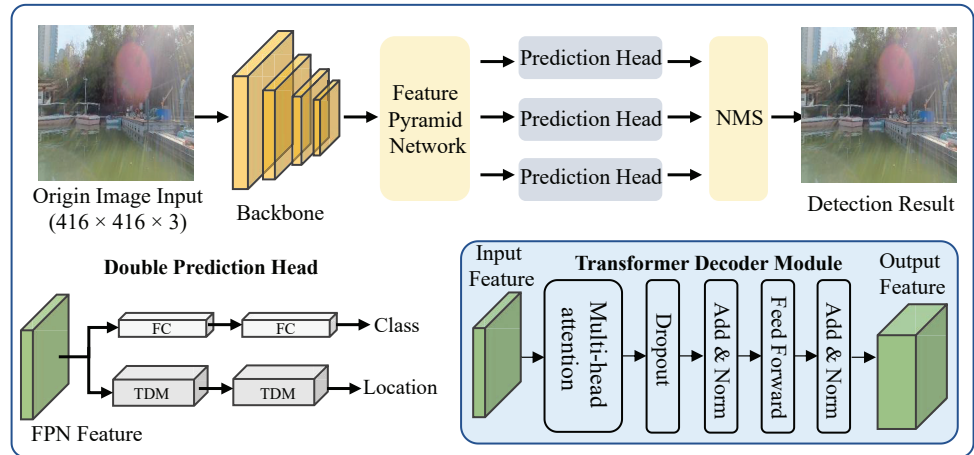 Origin Image Input
(416 × 416 × 3)
Backbone
Feature
Pyramid
Network
Prediction Head
Prediction Head
Prediction Head
NMS
Detection Result
Double Prediction Head
FC
FC
Class
TDM
TDM
Location
FPN Feature
Transformer Decoder Module
Input
Feature
Multi-head
attention
Dropout
Add & Norm
Feed Forward
Add & Norm
Output
Feature